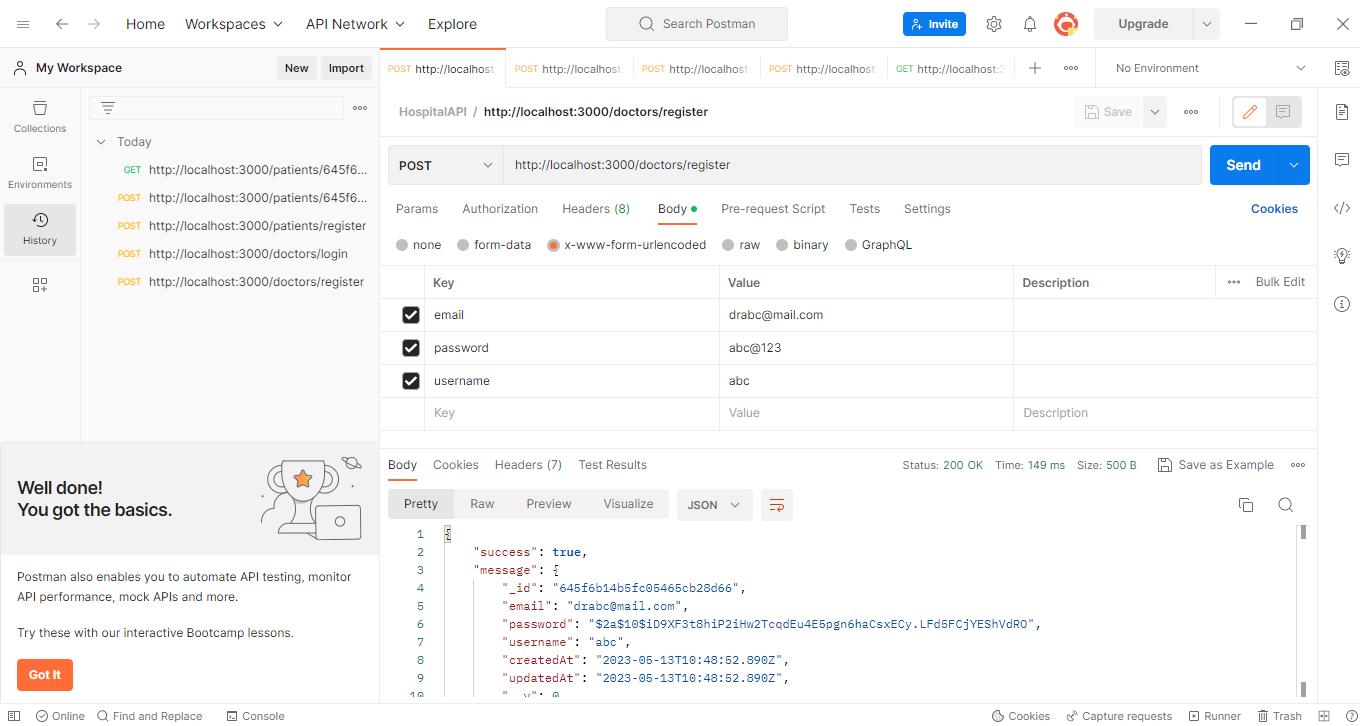 Home Workspaces API Network Explore Search Postman Invite Upgrade
My Workspace New Import
POST http://localhost POST http://localhost: POST http://localhost: POST http://localhost: GET http://localhost:3 No Environment
Collections
Environments
History
Today
GET http://localhost:3000/patients/645f6...
POST http://localhost:3000/patients/645f6...
POST http://localhost:3000/patients/register
POST http://localhost:3000/doctors/login
POST http://localhost:3000/doctors/register
HospitalAPI / http://localhost:3000/doctors/register Save
POST http://localhost:3000/doctors/register Send
Params Authorization Headers (8) Body Pre-request Script Tests Settings Cookies
none form-data x-www-form-urlencoded raw binary GraphQL
Key Value Description Bulk Edit
email drabc@mail.com
password abc@123
username abc
Key Value Description
Well done!
You got the basics.
Postman also enables you to automate API testing, monitor
API performance, mock APIs and more.
Try these with our interactive Bootcamp lessons.
Got It
Body Cookies Headers (7) Test Results Status: 200 OK Time: 149 ms Size: 500 B Save as Example
Pretty Raw Preview Visualize JSON
1 {
2 "success": true,
3 "message": {
4 "_id": "645f6b14b5fc05465cb28d66",
5 "email": "drabc@mail.com",
6 "password": "$2a$10$iD9XF3t8hiP2iHw2TcqdEu4E5pgn6haCsxECy.LFd5FCjYEShVdRO",
7 "username": "abc",
8 "createdAt": "2023-05-13T10:48:52.890Z",
9 "updatedAt": "2023-05-13T10:48:52.890Z",
10 "__v": 0
Online Find and Replace Console Cookies Capture requests Runner Trash